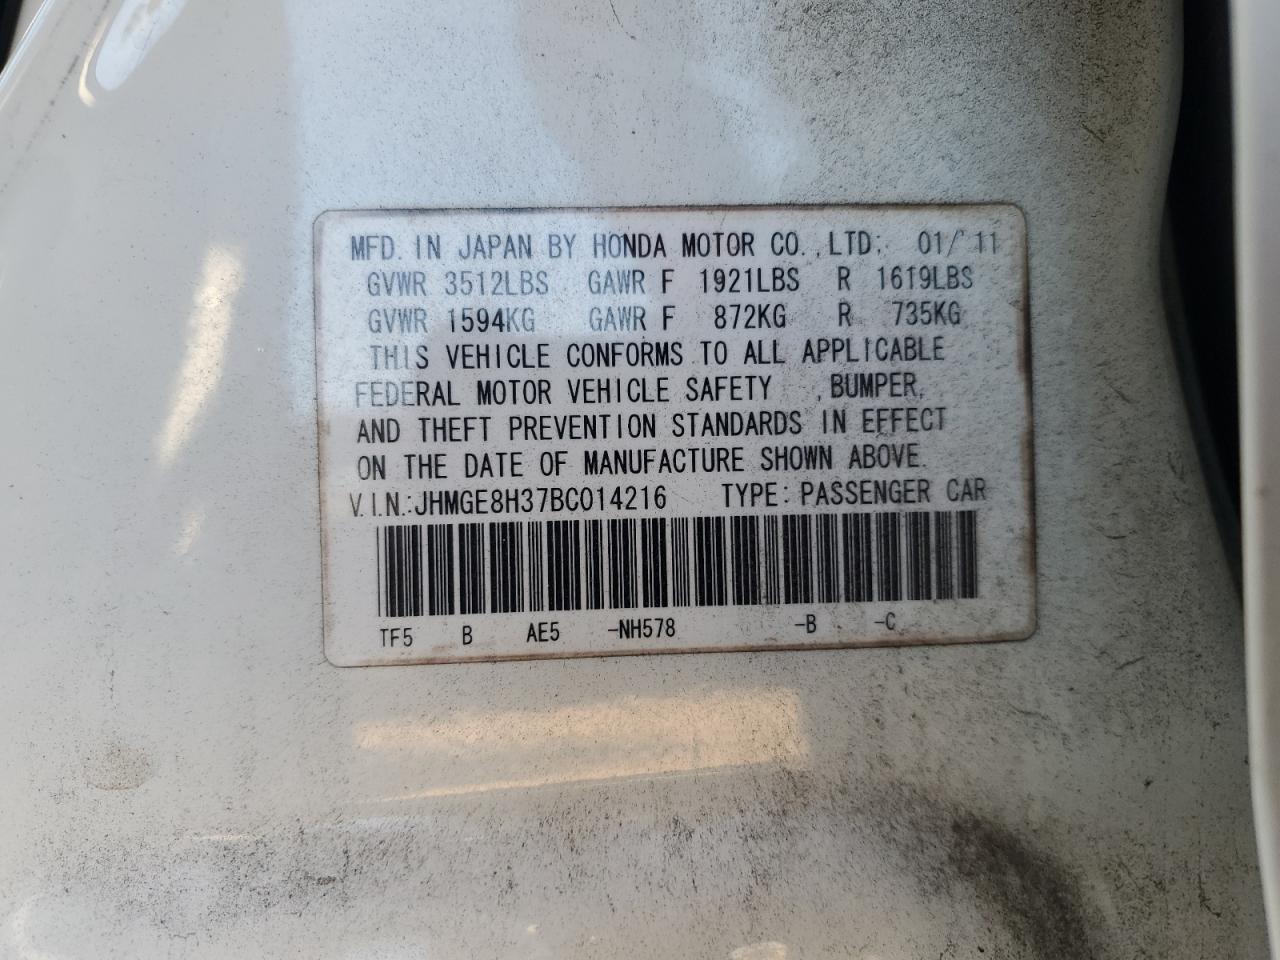 MFD. IN JAPAN BY HONDA MOTOR CO., LTD. 01/11
GVWR 3512LBS GAWR F 1921LBS R 1619LBS
GVWR 1594KG GAWR F 872KG R 735KG
THIS VEHICLE CONFORMS TO ALL APPLICABLE
FEDERAL MOTOR VEHICLE SAFETY , BUMPER,
AND THEFT PREVENTION STANDARDS IN EFFECT
ON THE DATE OF MANUFACTURE SHOWN ABOVE.
V.I.N.:JHMGE8H37BC014216 TYPE: PASSENGER CAR
TF5 B AE5 -NH578 -B -C